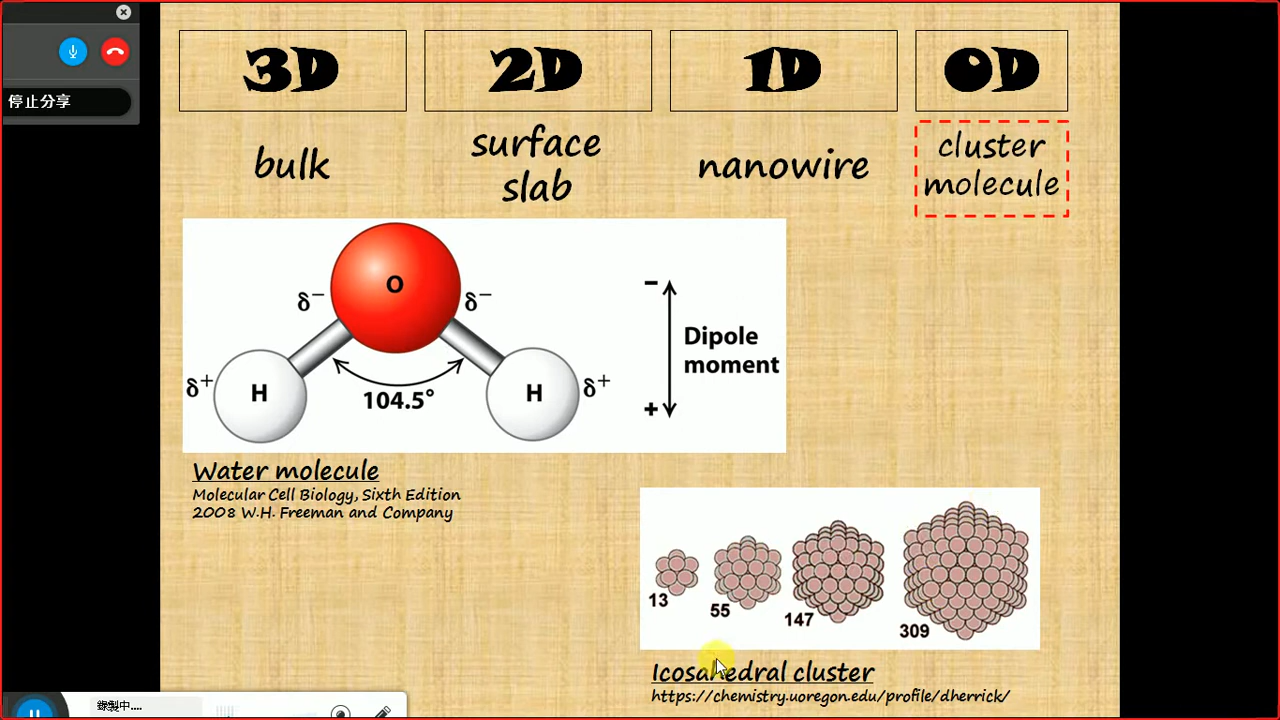 停止分享
3D 2D 1D 0D
bulk
surface
slab
nanowire
cluster
molecule
O
δ⁻ δ⁻
H H
δ⁺ δ⁺
104.5°
−
Dipole
moment
+
Water molecule
Molecular Cell Biology, Sixth Edition
2008 W.H. Freeman and Company
13 55 147 309
Icosahedral cluster
https://chemistry.uoregon.edu/profile/dherrick/
錄製中....